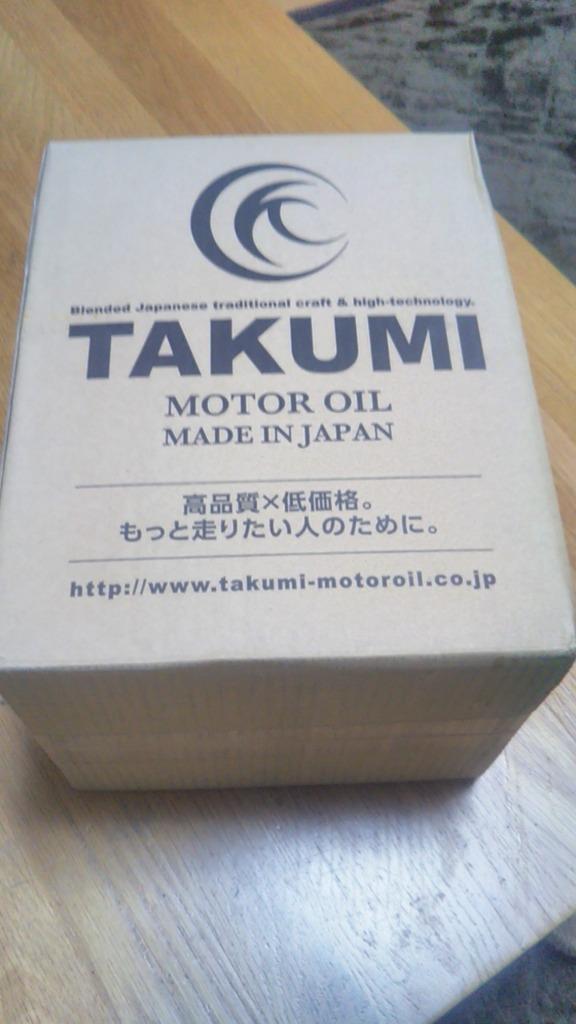 Blended Japanese traditional craft & high-technology.
TAKUMI
MOTOR OIL
MADE IN JAPAN
高品質×低価格。
もっと走りたい人のために。
http://www.takumi-motoroil.co.jp